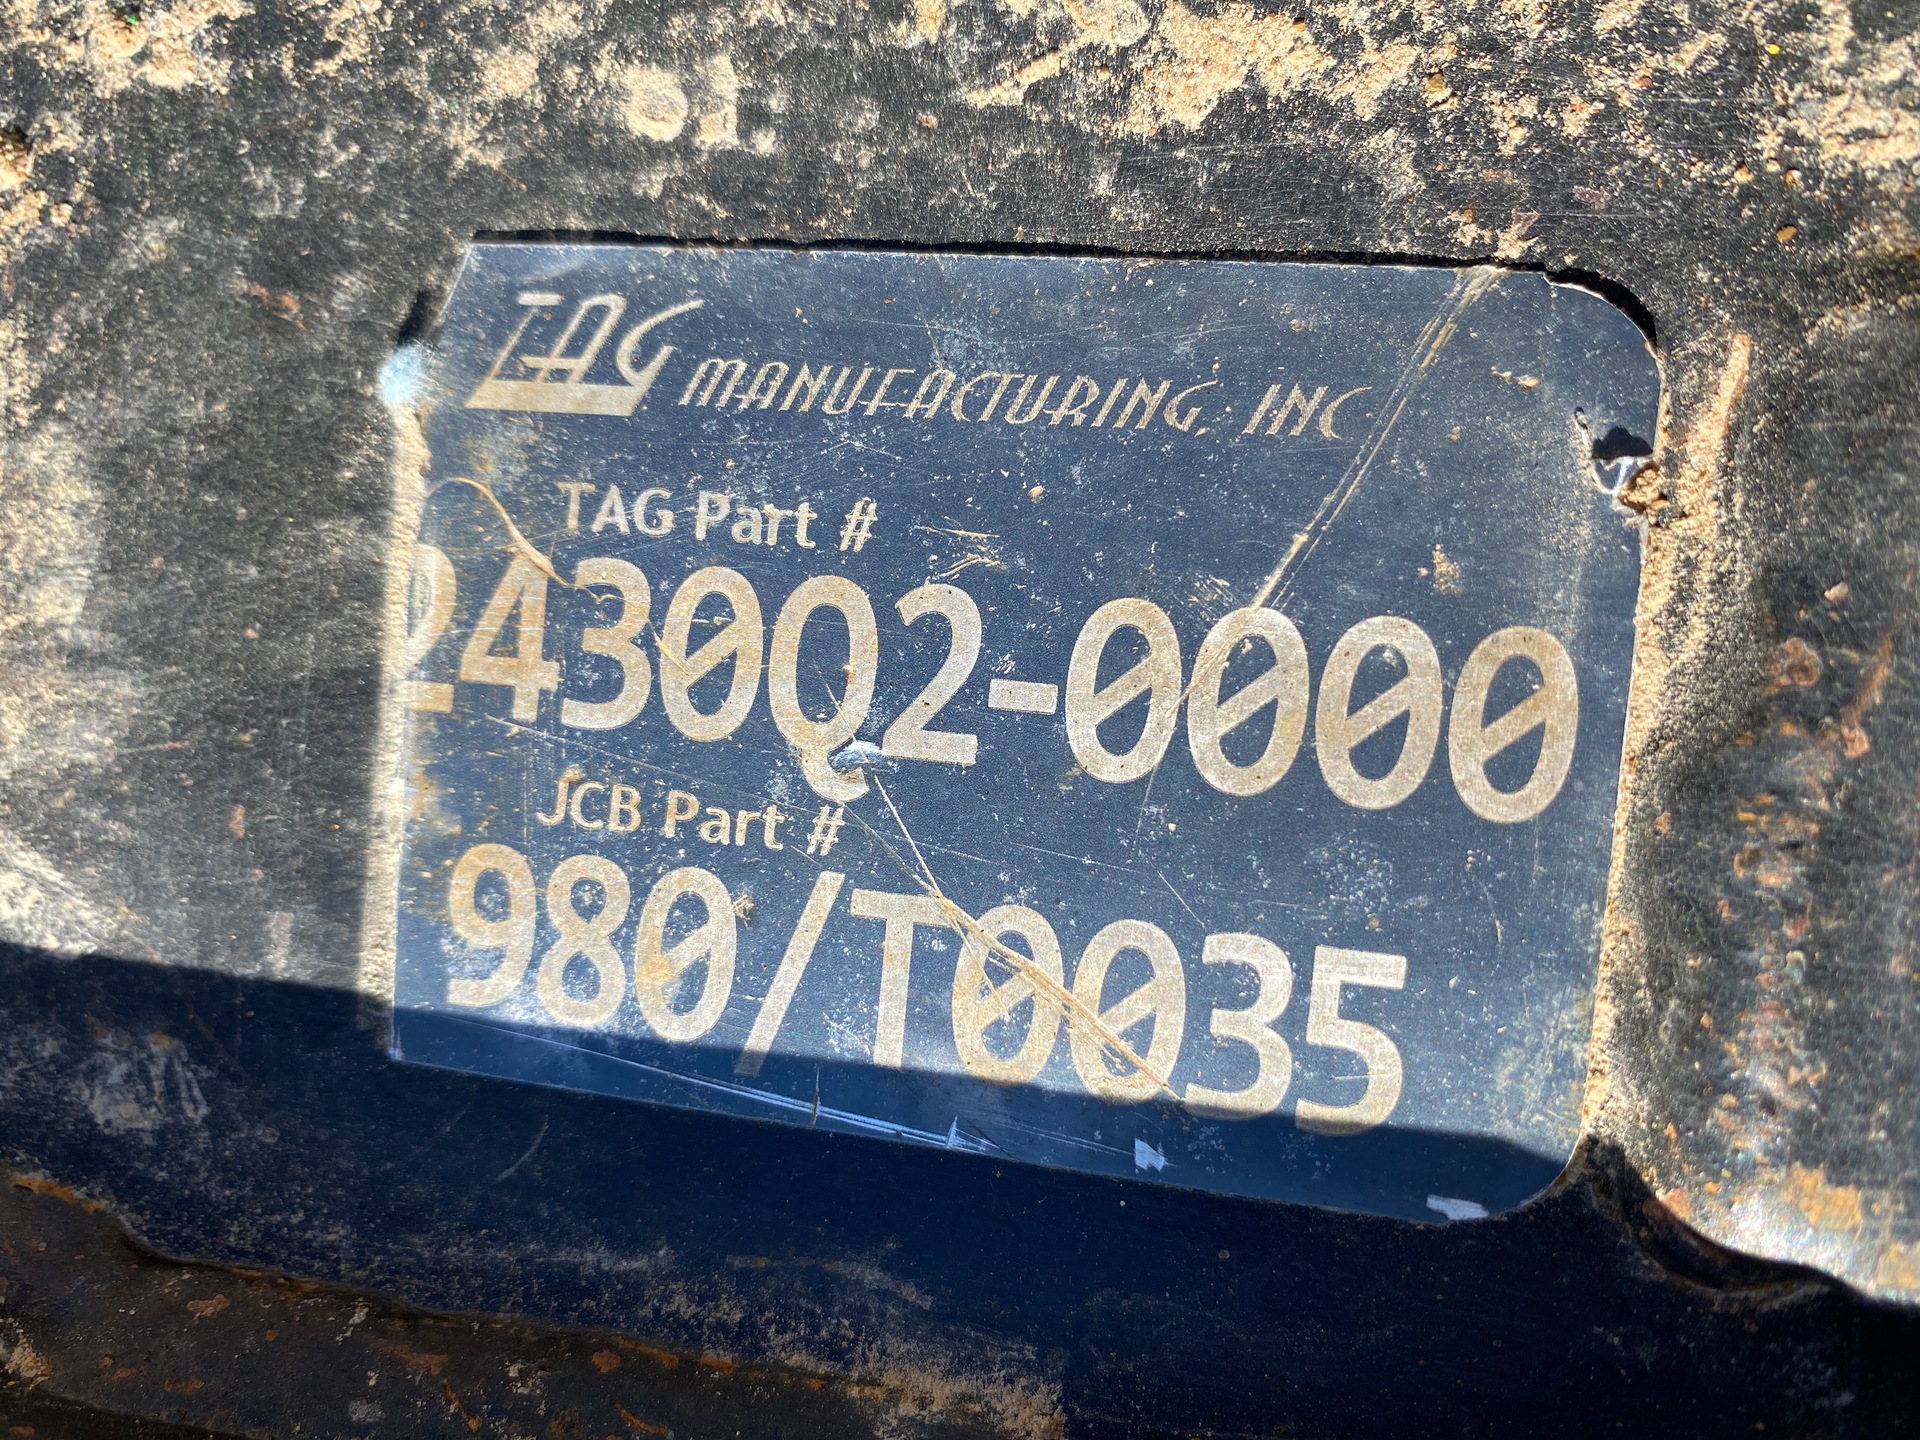 TAG MANUFACTURING, INC
TAG Part #
2430Q2-0000
JCB Part #
980/T0035